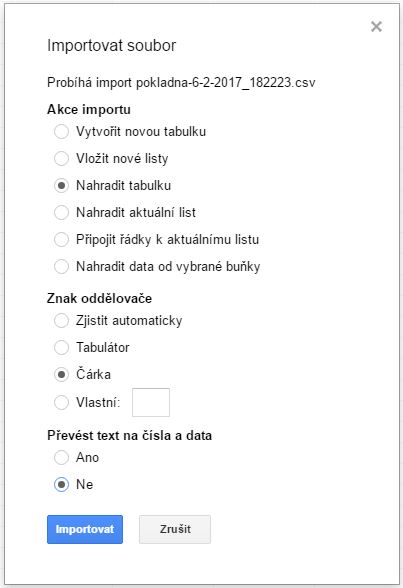 Importovat soubor
Probíhá import pokladna-6-2-2017_182223.csv
Akce importu
Vytvořit novou tabulku
Vložit nové listy
Nahradit tabulku
Nahradit aktuální list
Připojit řádky k aktuálnímu listu
Nahradit data od vybrané buňky
Znak oddělovače
Zjistit automaticky
Tabulátor
Čárka
Vlastní:
Převést text na čísla a data
Ano
Ne
Importovat Zrušit